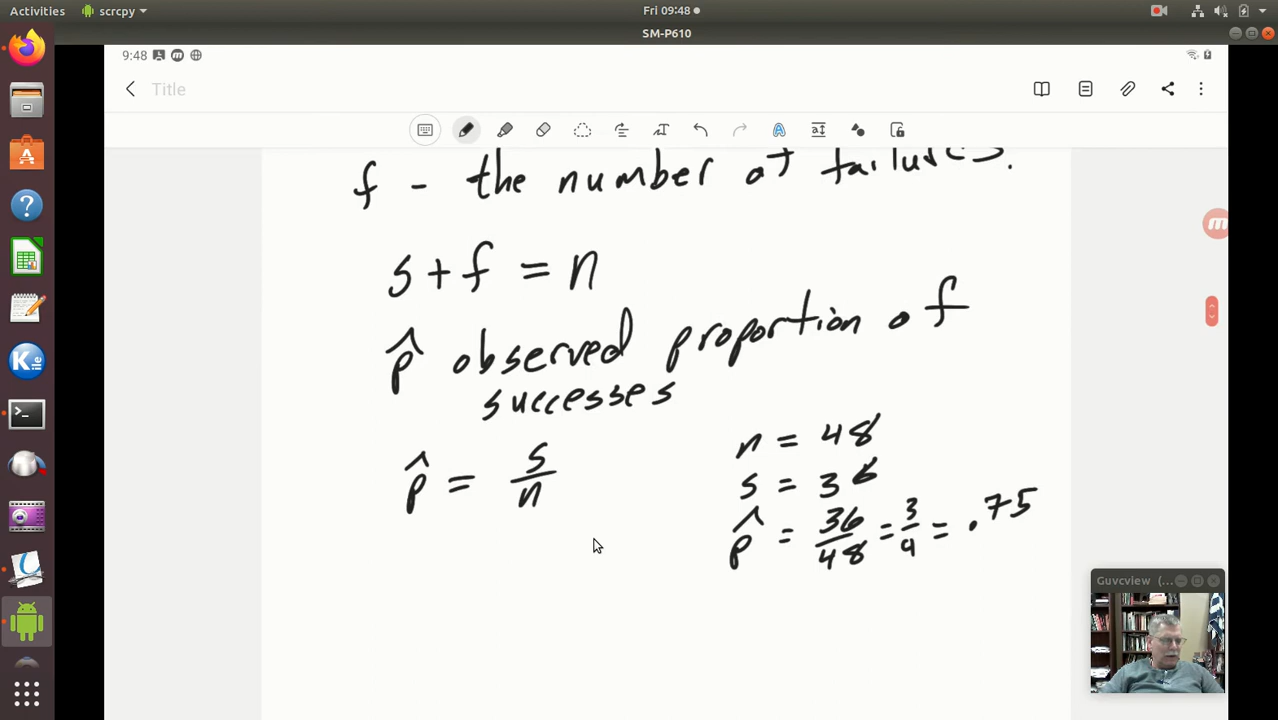 Activities scrcpy Fri 09:48
SM-P610
9:48
Title
f - the number of failures.
s + f = n
p̂ observed proportion of
successes
p̂ = s/n
n = 48
s = 36
p̂ = 36/48 = 3/4 = .75
Guvcview (...